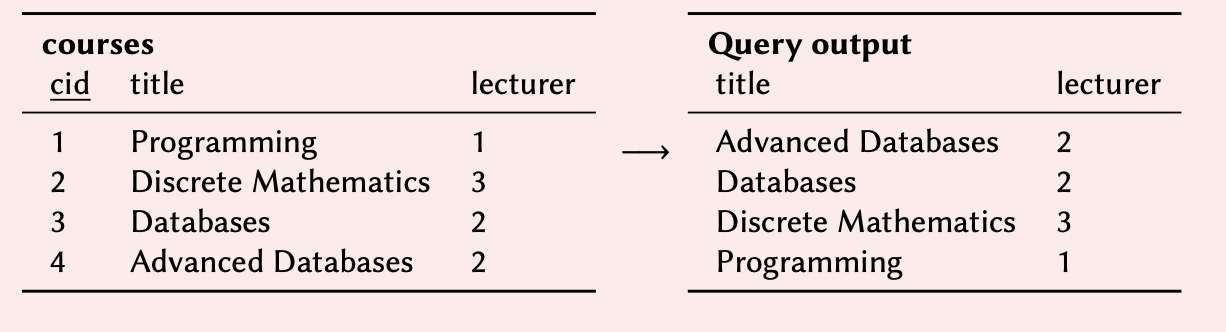 courses
cid title lecturer
1 Programming 1
2 Discrete Mathematics 3
3 Databases 2
4 Advanced Databases 2
⟶
Query output
title lecturer
Advanced Databases 2
Databases 2
Discrete Mathematics 3
Programming 1